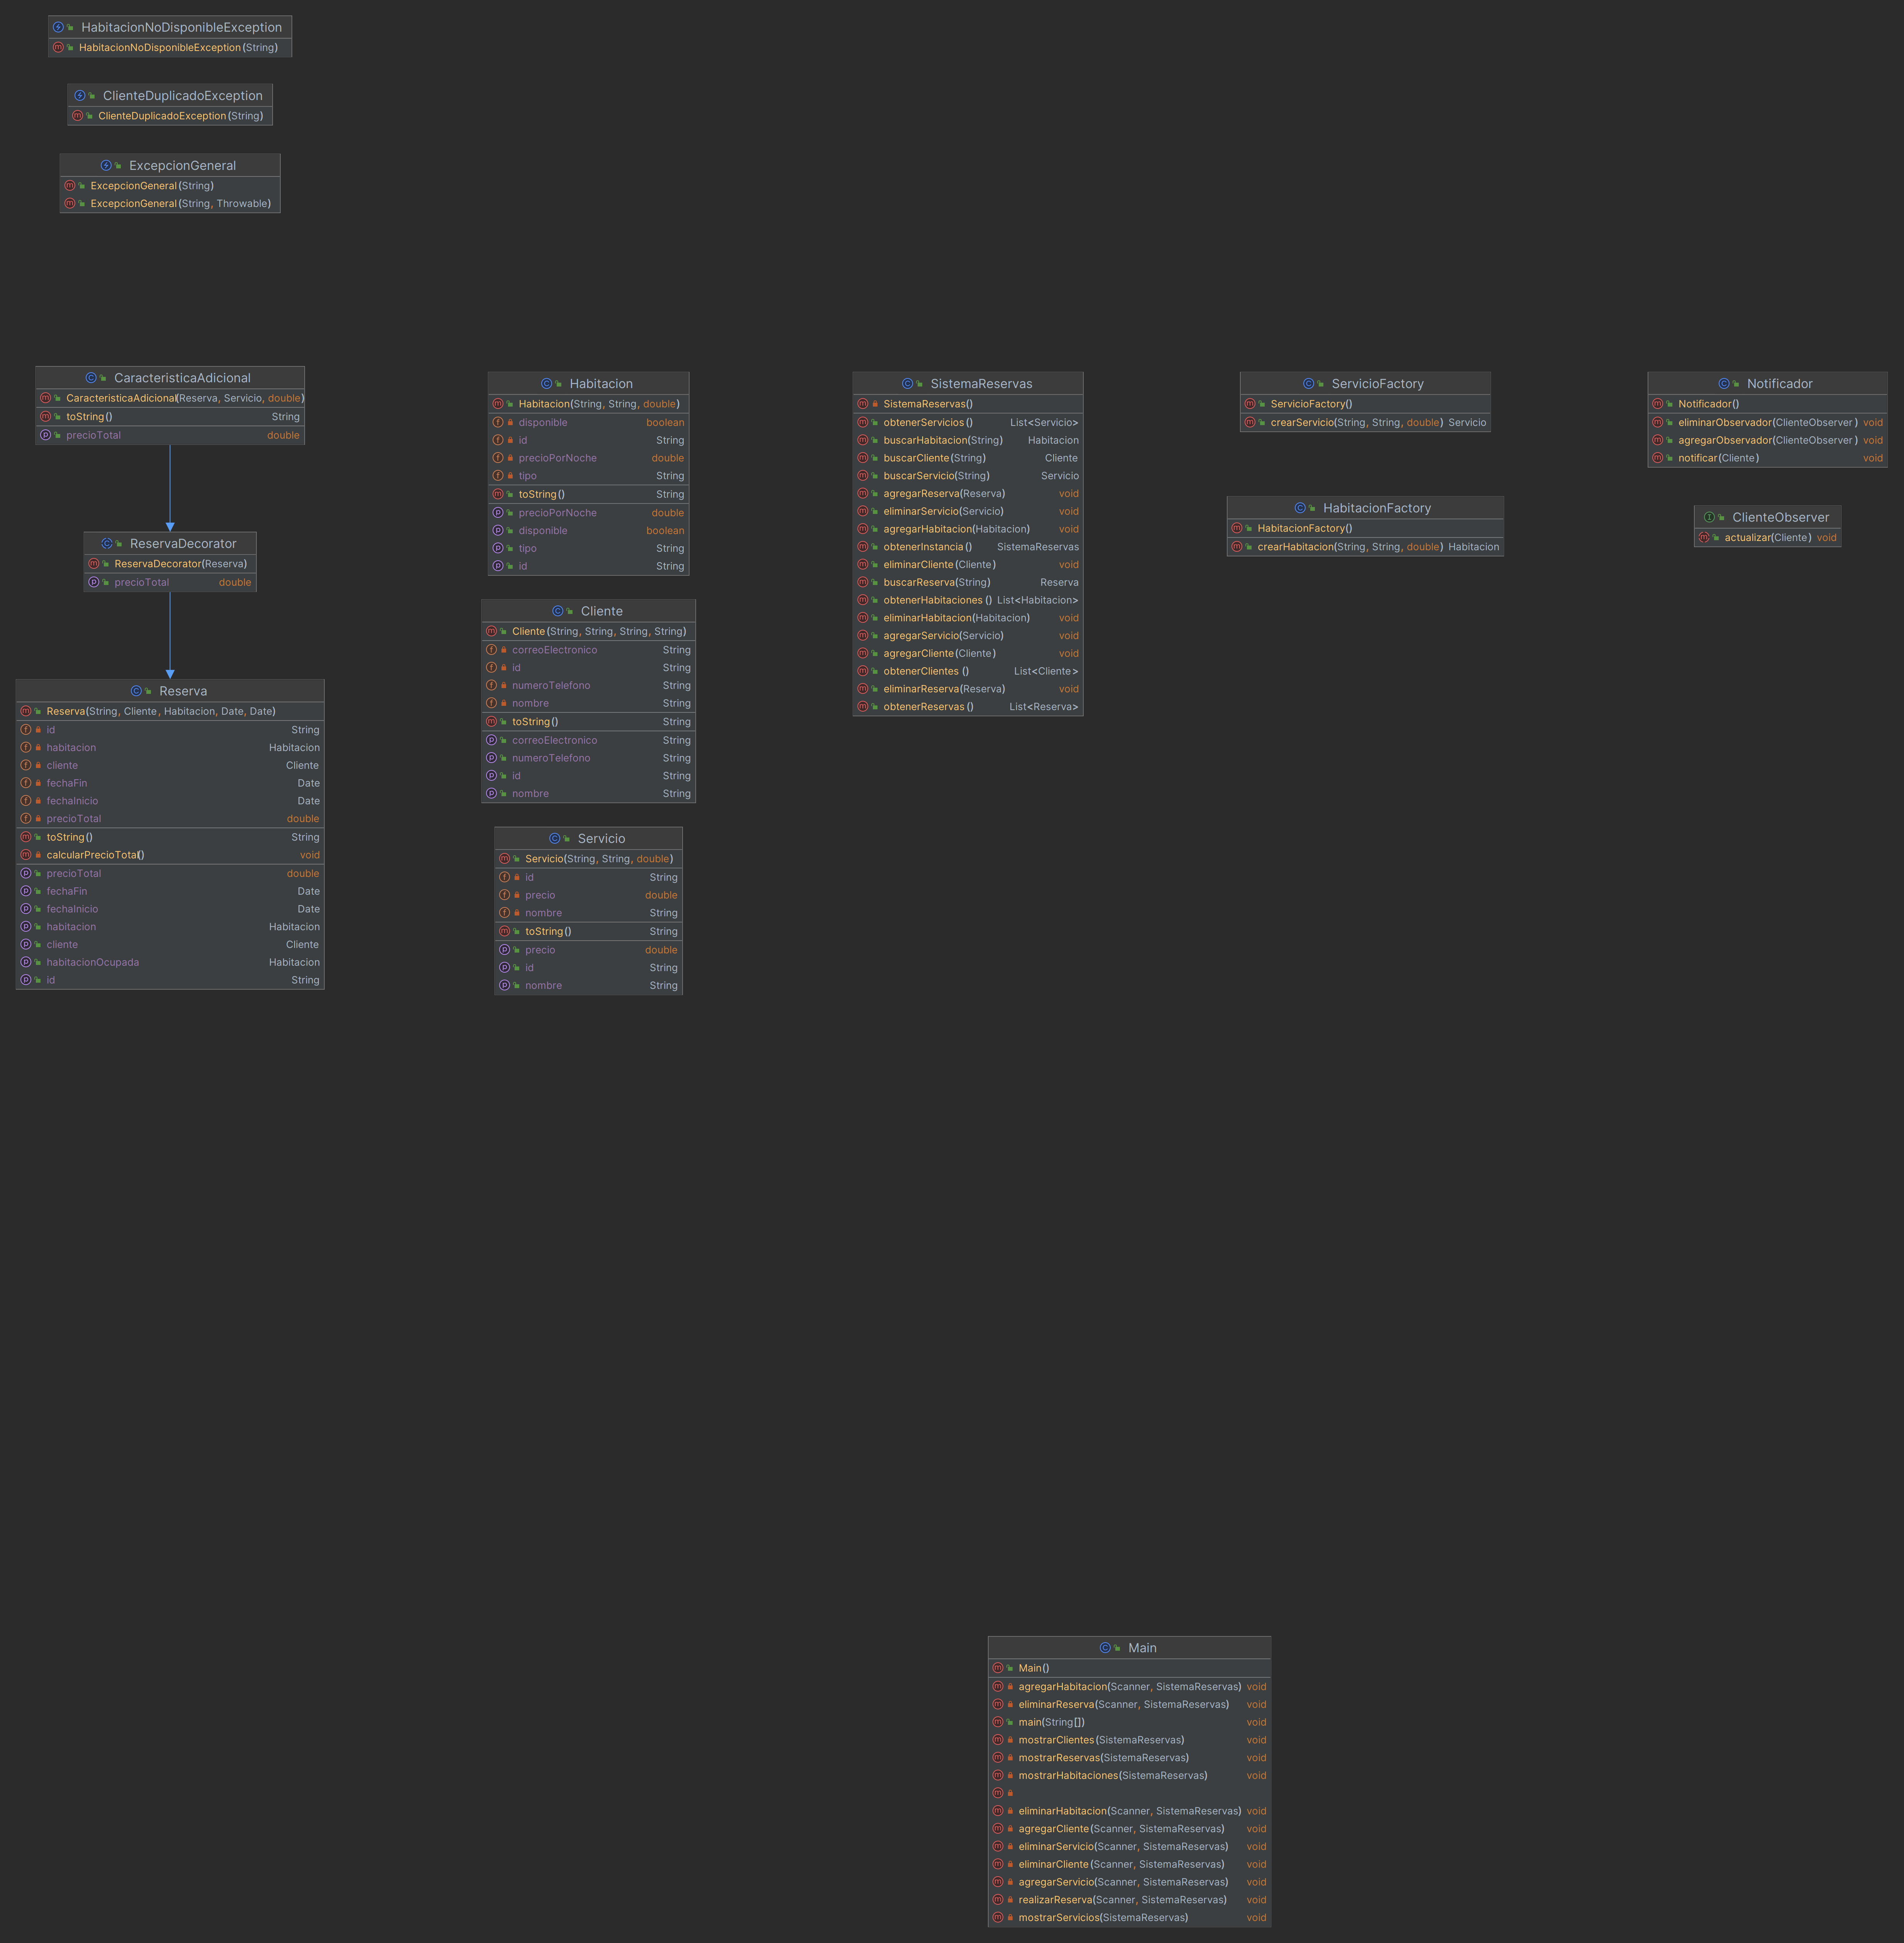 HabitacionNoDisponibleException
HabitacionNoDisponibleException(String)
ClienteDuplicadoException
ClienteDuplicadoException(String)
ExcepcionGeneral
ExcepcionGeneral(String)
ExcepcionGeneral(String, Throwable)
CaracteristicaAdicional
CaracteristicaAdicional(Reserva, Servicio, double)
toString() String
precioTotal double
ReservaDecorator
ReservaDecorator(Reserva)
precioTotal double
Reserva
Reserva(String, Cliente, Habitacion, Date, Date)
id String
habitacion Habitacion
cliente Cliente
fechaFin Date
fechaInicio Date
precioTotal double
toString() String
calcularPrecioTotal() void
precioTotal double
fechaFin Date
fechaInicio Date
habitacion Habitacion
cliente Cliente
habitacionOcupada Habitacion
id String
Habitacion
Habitacion(String, String, double)
disponible boolean
id String
precioPorNoche double
tipo String
toString() String
precioPorNoche double
disponible boolean
tipo String
id String
Cliente
Cliente(String, String, String, String)
correoElectronico String
id String
numeroTelefono String
nombre String
toString() String
correoElectronico String
numeroTelefono String
id String
nombre String
Servicio
Servicio(String, String, double)
id String
precio double
nombre String
toString() String
precio double
id String
nombre String
SistemaReservas
SistemaReservas()
obtenerServicios() List<Servicio>
buscarHabitacion(String) Habitacion
buscarCliente(String) Cliente
buscarServicio(String) Servicio
agregarReserva(Reserva) void
eliminarServicio(Servicio) void
agregarHabitacion(Habitacion) void
obtenerInstancia() SistemaReservas
eliminarCliente(Cliente) void
buscarReserva(String) Reserva
obtenerHabitaciones() List<Habitacion>
eliminarHabitacion(Habitacion) void
agregarServicio(Servicio) void
agregarCliente(Cliente) void
obtenerClientes() List<Cliente>
eliminarReserva(Reserva) void
obtenerReservas() List<Reserva>
ServicioFactory
ServicioFactory()
crearServicio(String, String, double) Servicio
HabitacionFactory
HabitacionFactory()
crearHabitacion(String, String, double) Habitacion
Notificador
Notificador()
eliminarObservador(ClienteObserver) void
agregarObservador(ClienteObserver) void
notificar(Cliente) void
ClienteObserver
actualizar(Cliente) void
Main
Main()
agregarHabitacion(Scanner, SistemaReservas) void
eliminarReserva(Scanner, SistemaReservas) void
main(String[]) void
mostrarClientes(SistemaReservas) void
mostrarReservas(SistemaReservas) void
mostrarHabitaciones(SistemaReservas) void
eliminarHabitacion(Scanner, SistemaReservas) void
agregarCliente(Scanner, SistemaReservas) void
eliminarServicio(Scanner, SistemaReservas) void
eliminarCliente(Scanner, SistemaReservas) void
agregarServicio(Scanner, SistemaReservas) void
realizarReserva(Scanner, SistemaReservas) void
mostrarServicios(SistemaReservas) void